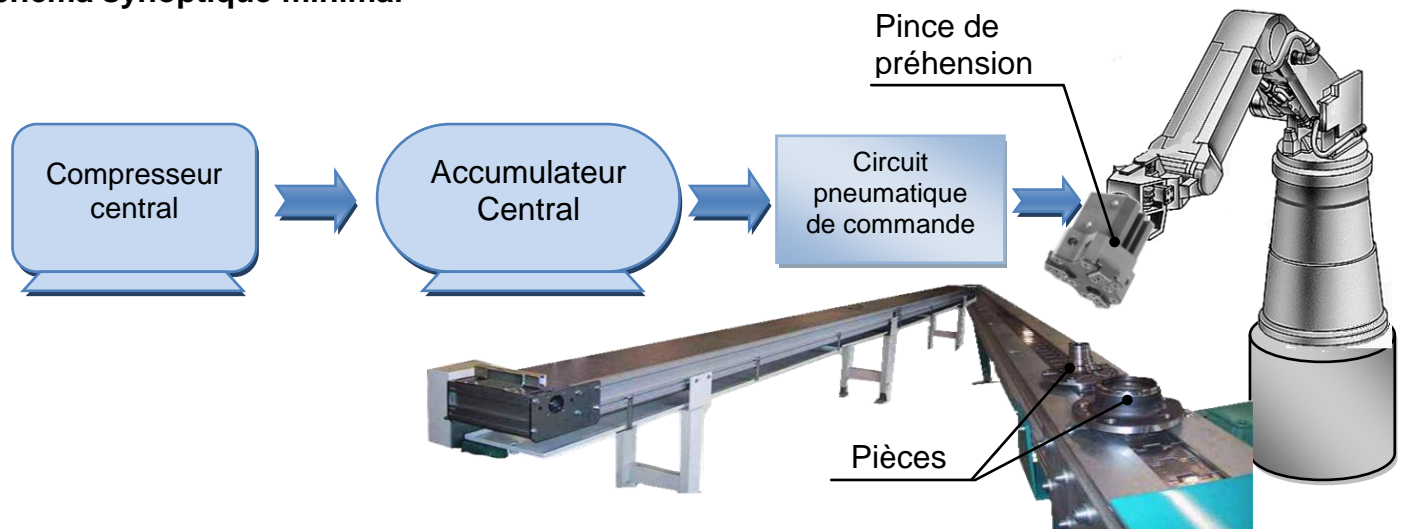 Pince de
préhension
Compresseur
central
Accumulateur
Central
Circuit
pneumatique
de commande
Pièces